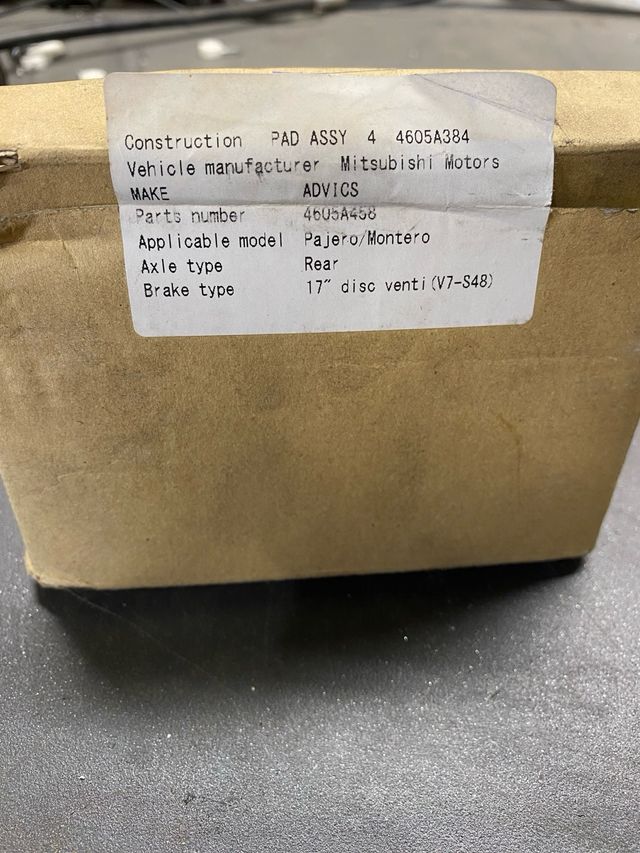 Construction PAD ASSY 4 4605A384
Vehicle manufacturer Mitsubishi Motors
MAKE ADVICS
Parts number 4605A458
Applicable model Pajero/Montero
Axle type Rear
Brake type 17″ disc venti(V7-S48)